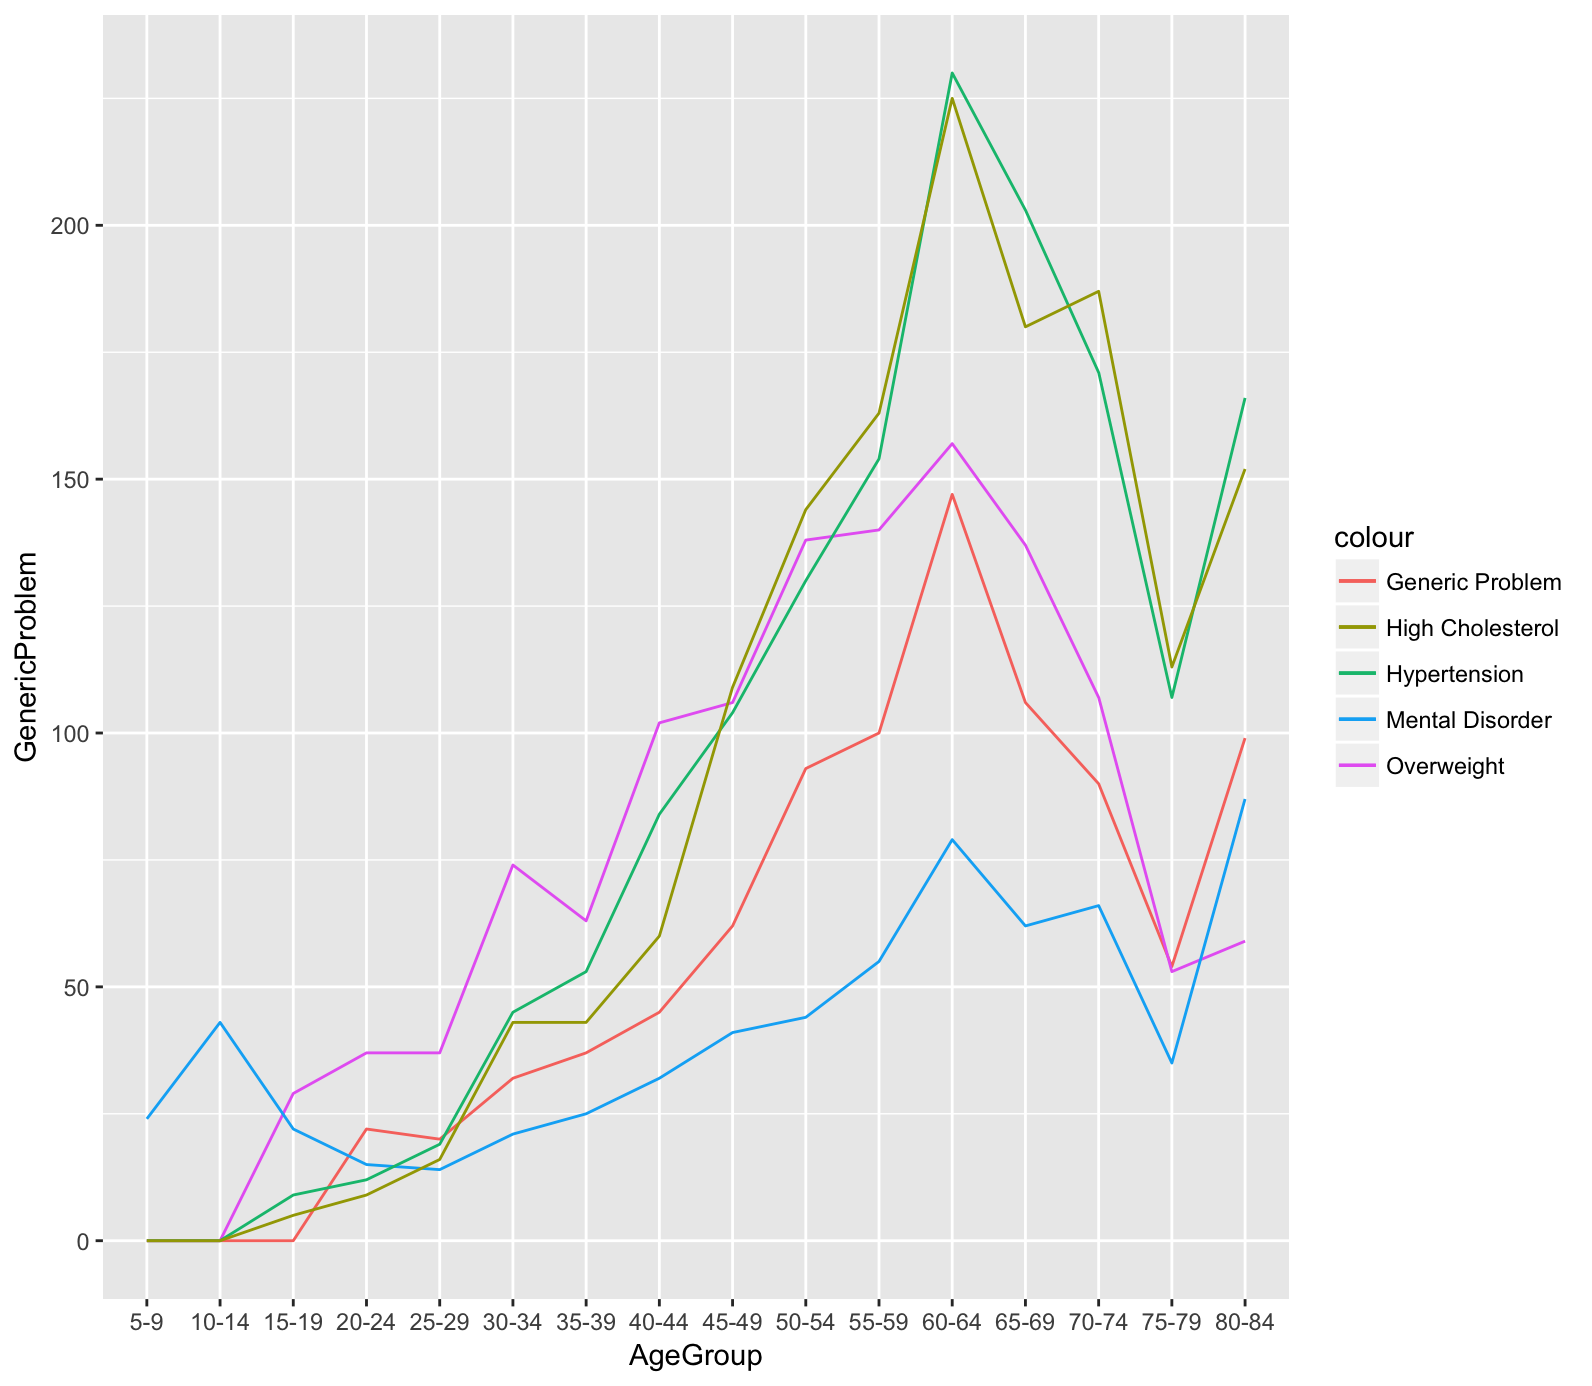 200
150
100
50
0
GenericProblem
5-9 10-14 15-19 20-24 25-29 30-34 35-39 40-44 45-49 50-54 55-59 60-64 65-69 70-74 75-79 80-84
AgeGroup
colour
Generic Problem
High Cholesterol
Hypertension
Mental Disorder
Overweight